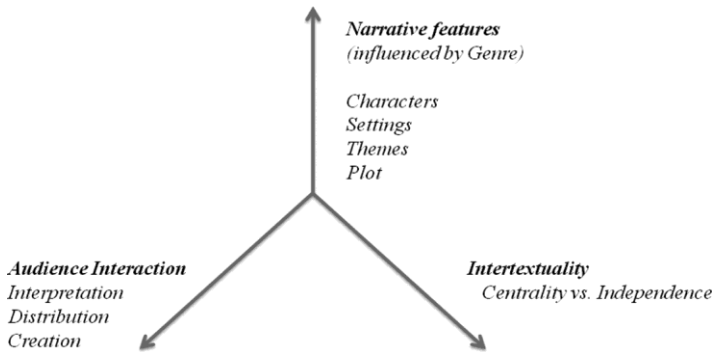 Narrative features
(influenced by Genre)
Characters
Settings
Themes
Plot
Audience Interaction
Interpretation
Distribution
Creation
Intertextuality
Centrality vs. Independence